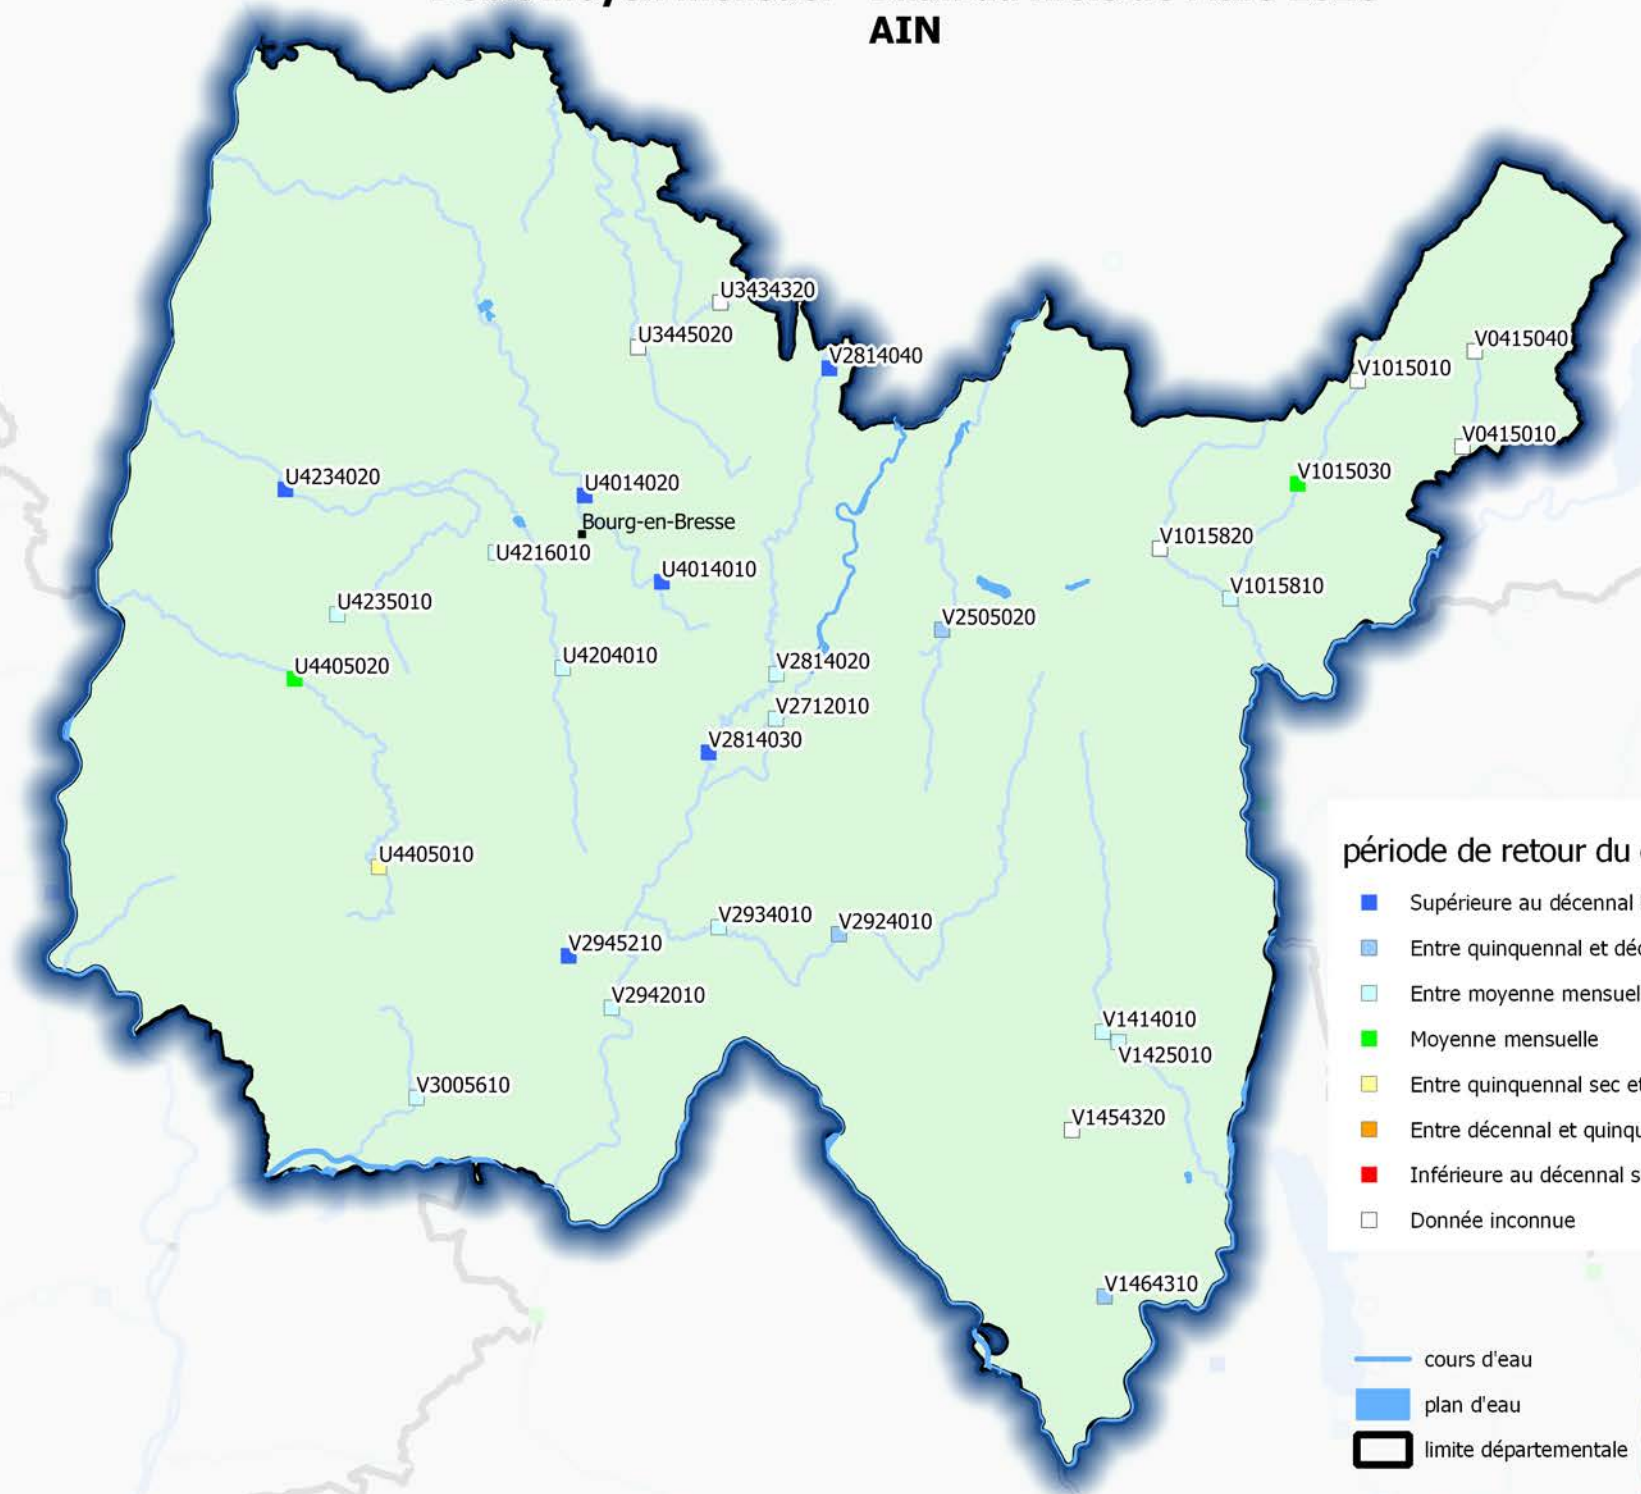 AIN
U3434320
U3445020
V2814040
V0415040
V1015010
V0415010
V1015030
U4234020
U4014020
Bourg-en-Bresse
V1015820
U4216010
U4014010
V1015810
U4235010
V2505020
U4204010
V2814020
U4405020
V2712010
V2814030
U4405010
V2934010
V2924010
V2945210
V2942010
V1414010
V1425010
V3005610
V1454320
V1464310
période de retour du
Supérieure au décennal
Entre quinquennal et
Entre moyenne
Moyenne mensuelle
Entre quinquennal sec et
Entre décennal et
Inférieure au décennal
Donnée inconnue
cours d'eau
plan d'eau
limite départementale